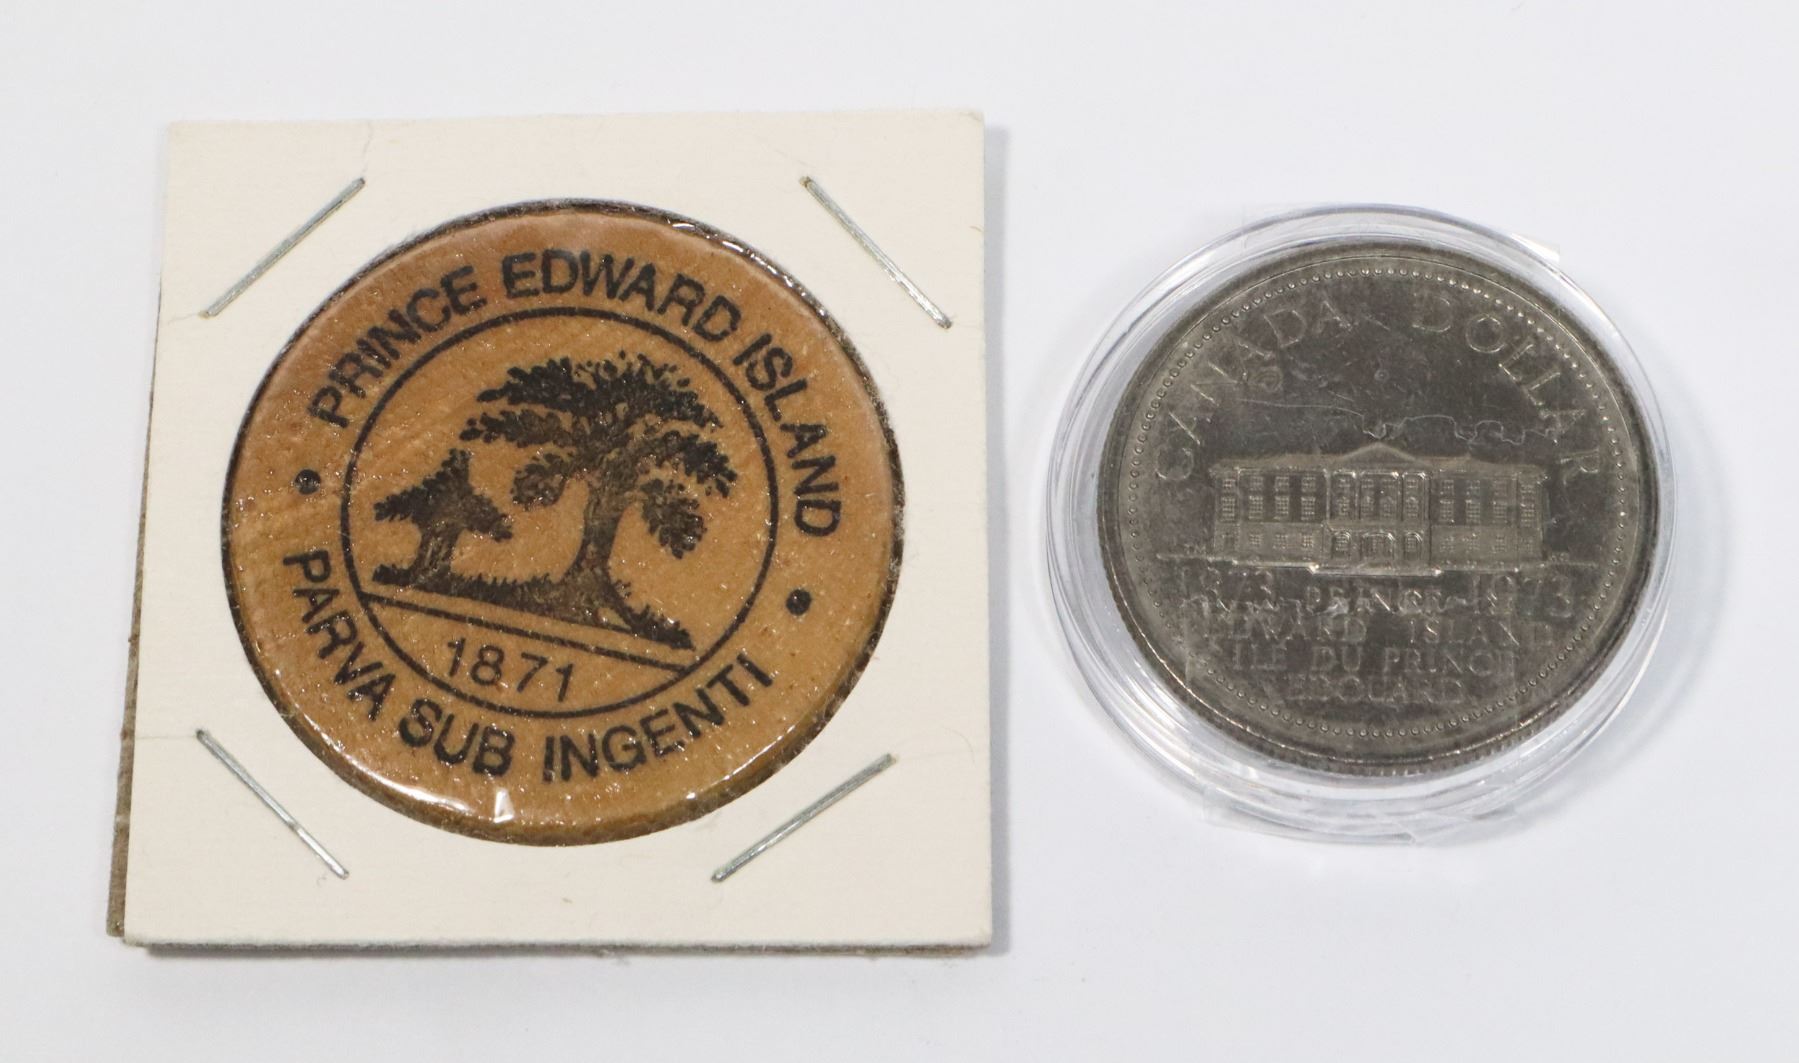 PRINCE EDWARD ISLAND
1871
PARVA SUB INGENTI
CANADA DOLLAR
1873 PRINCE 1973
EDWARD ISLAND
ILE DU PRINCE
EDOUARD